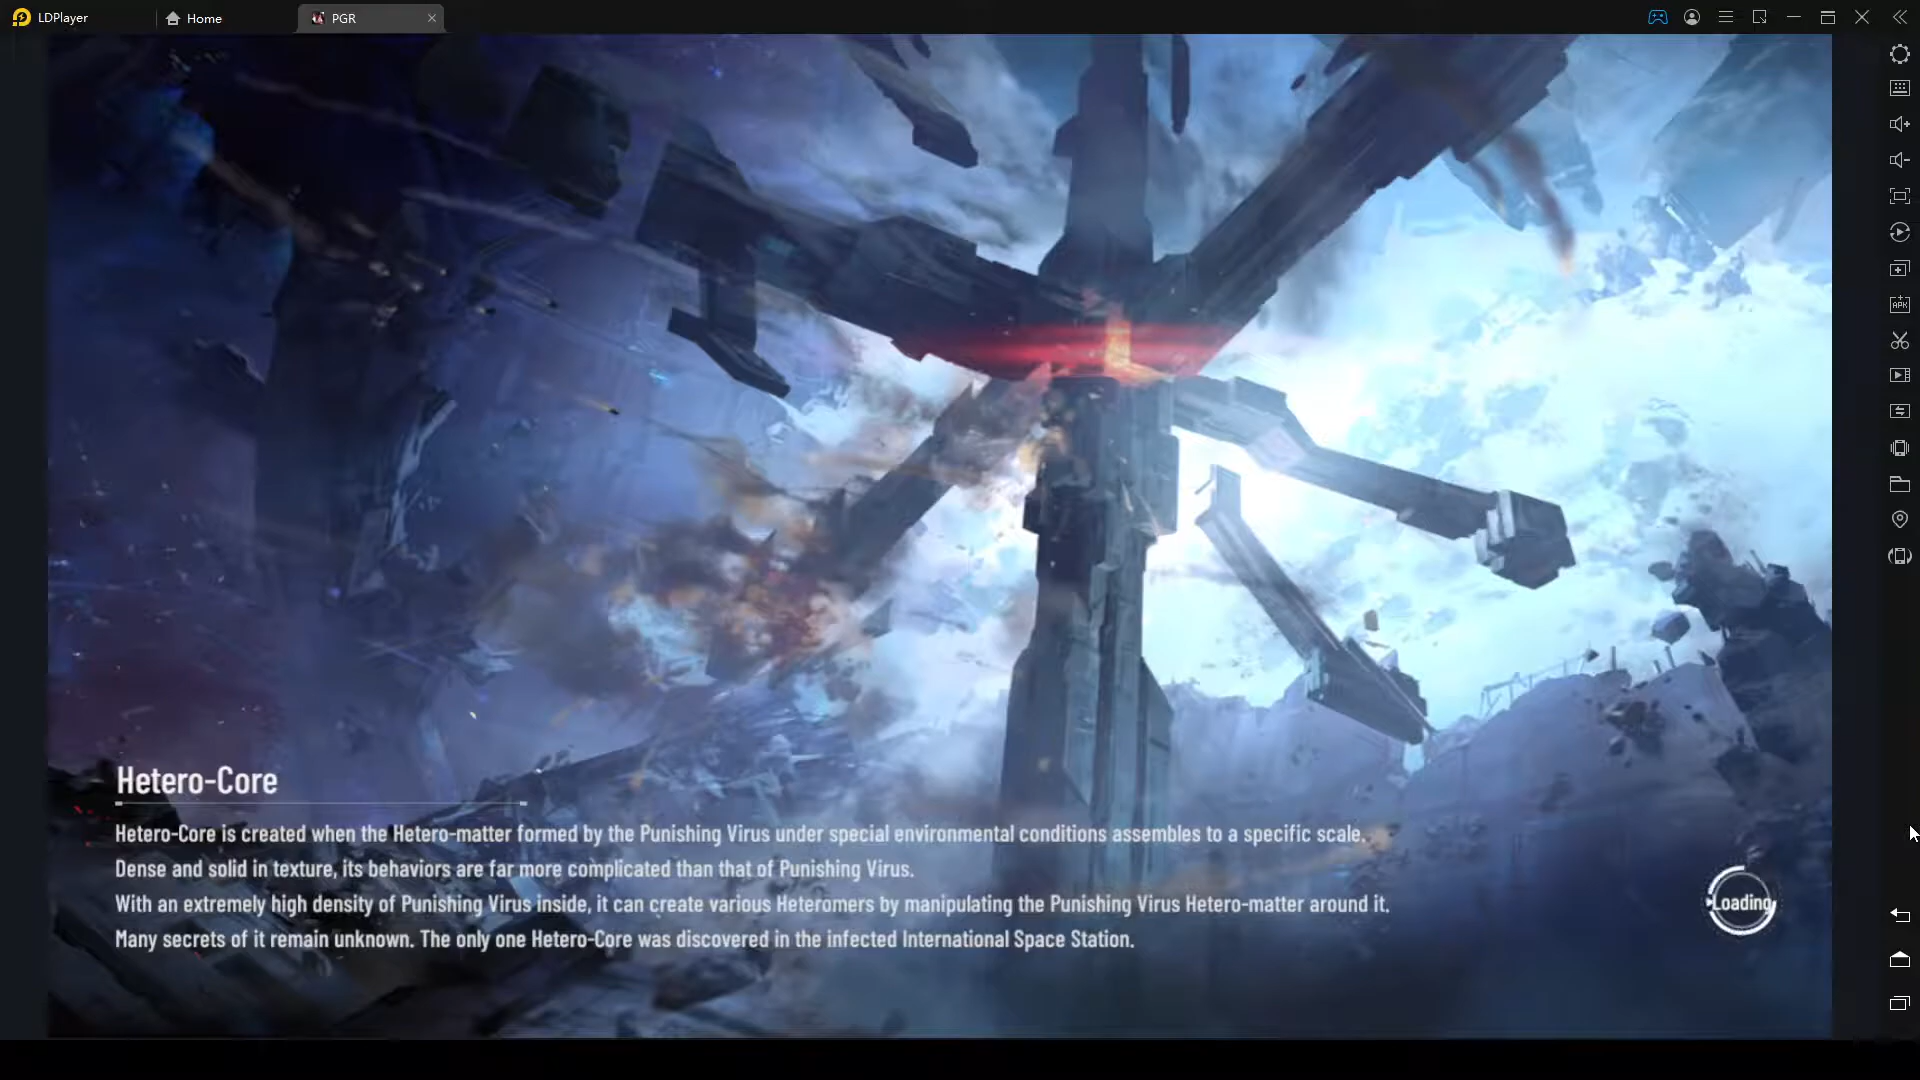 LDPlayer
Home
PGR
APK
Hetero-Core
Hetero-Core is created when the Hetero-matter formed by the Punishing Virus under special environmental conditions assembles to a specific scale.
Dense and solid in texture, its behaviors are far more complicated than that of Punishing Virus.
With an extremely high density of Punishing Virus inside, it can create various Heteromers by manipulating the Punishing Virus Hetero-matter around it.
Many secrets of it remain unknown. The only one Hetero-Core was discovered in the infected International Space Station.
Loading